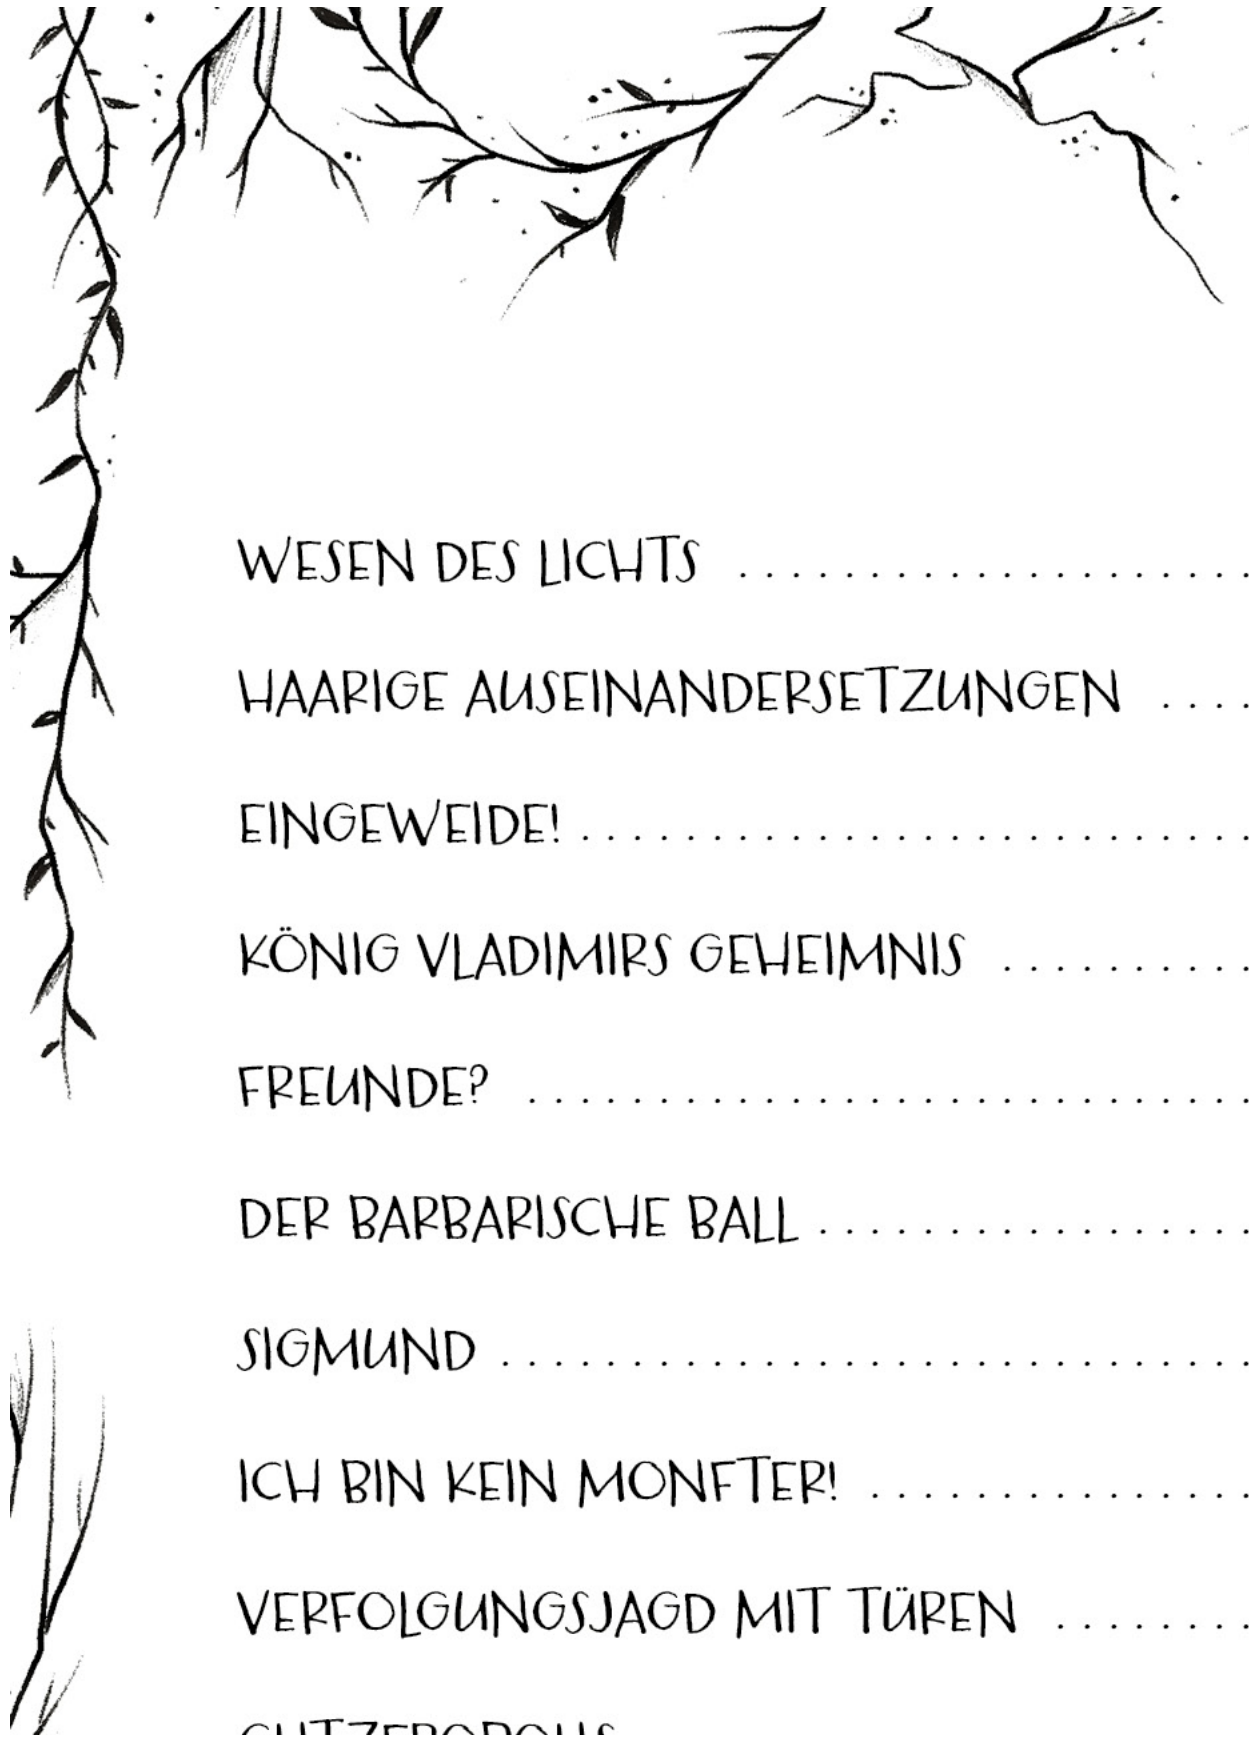 WESEN DES LICHTS . . . . . . . . . . . . . . . . . . . .
HAARIGE AUSEINANDERSETZUNGEN . . . .
EINGEWEIDE! . . . . . . . . . . . . . . . . . . . . . . . . . .
KÖNIG VLADIMIRS GEHEIMNIS . . . . . . . . . .
FREUNDE? . . . . . . . . . . . . . . . . . . . . . . . . . . . .
DER BARBARISCHE BALL . . . . . . . . . . . . . . . . .
SIGMUND . . . . . . . . . . . . . . . . . . . . . . . . . . . . .
ICH BIN KEIN MONFTER! . . . . . . . . . . . . . . .
VERFOLGUNGSJAGD MIT TÜREN . . . . . . . .